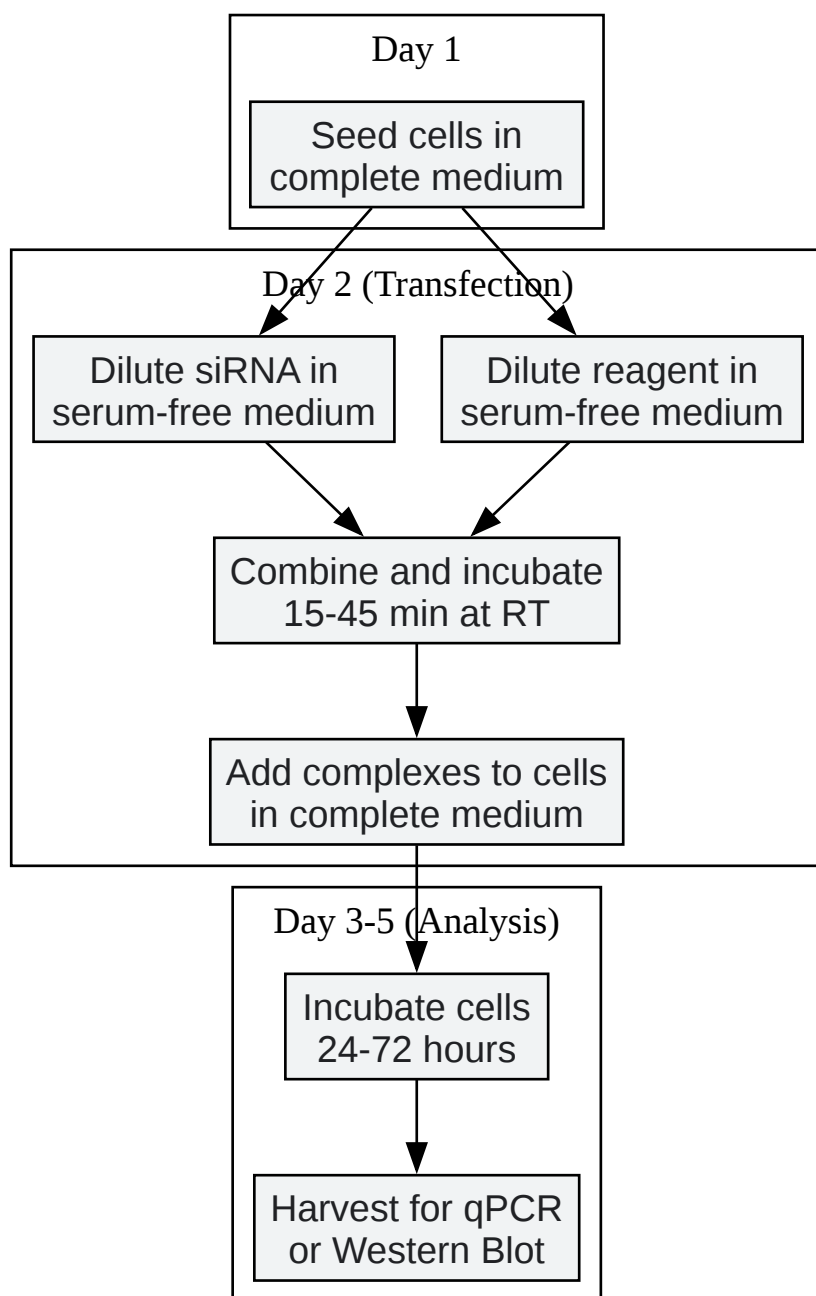 Day 1
Seed cells in
complete medium
Day 2 (Transfection)
Dilute siRNA in
serum-free medium
Dilute reagent in
serum-free medium
Combine and incubate
15-45 min at RT
Add complexes to cells
in complete medium
Day 3-5 (Analysis)
Incubate cells
24-72 hours
Harvest for qPCR
or Western Blot